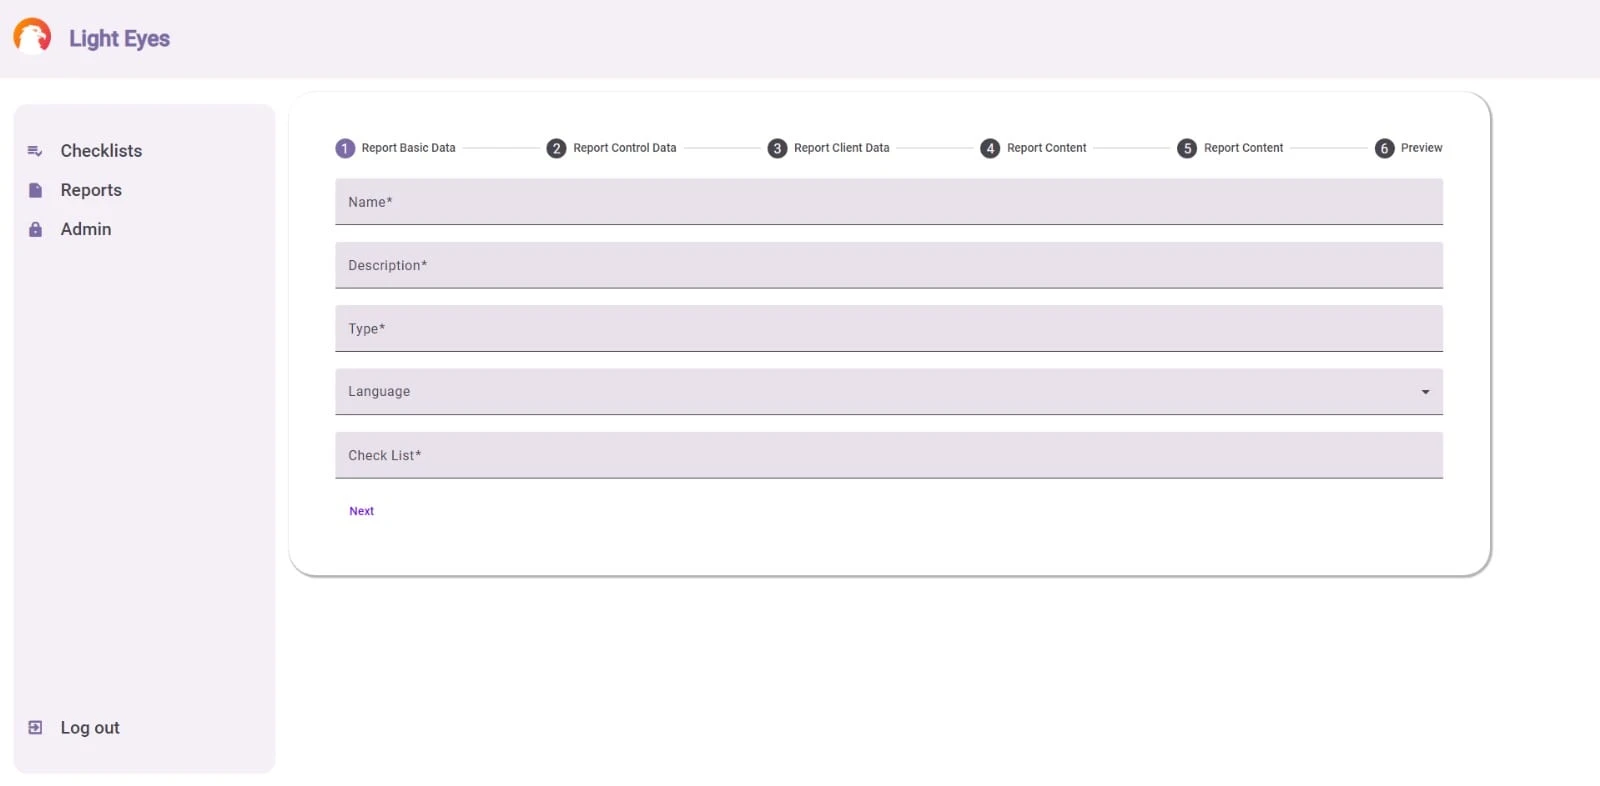 Light Eyes
Checklists
Reports
Admin
Log out
1 Report Basic Data 2 Report Control Data 3 Report Client Data 4 Report Content 5 Report Content 6 Preview
Name*
Description*
Type*
Language
Check List*
Next